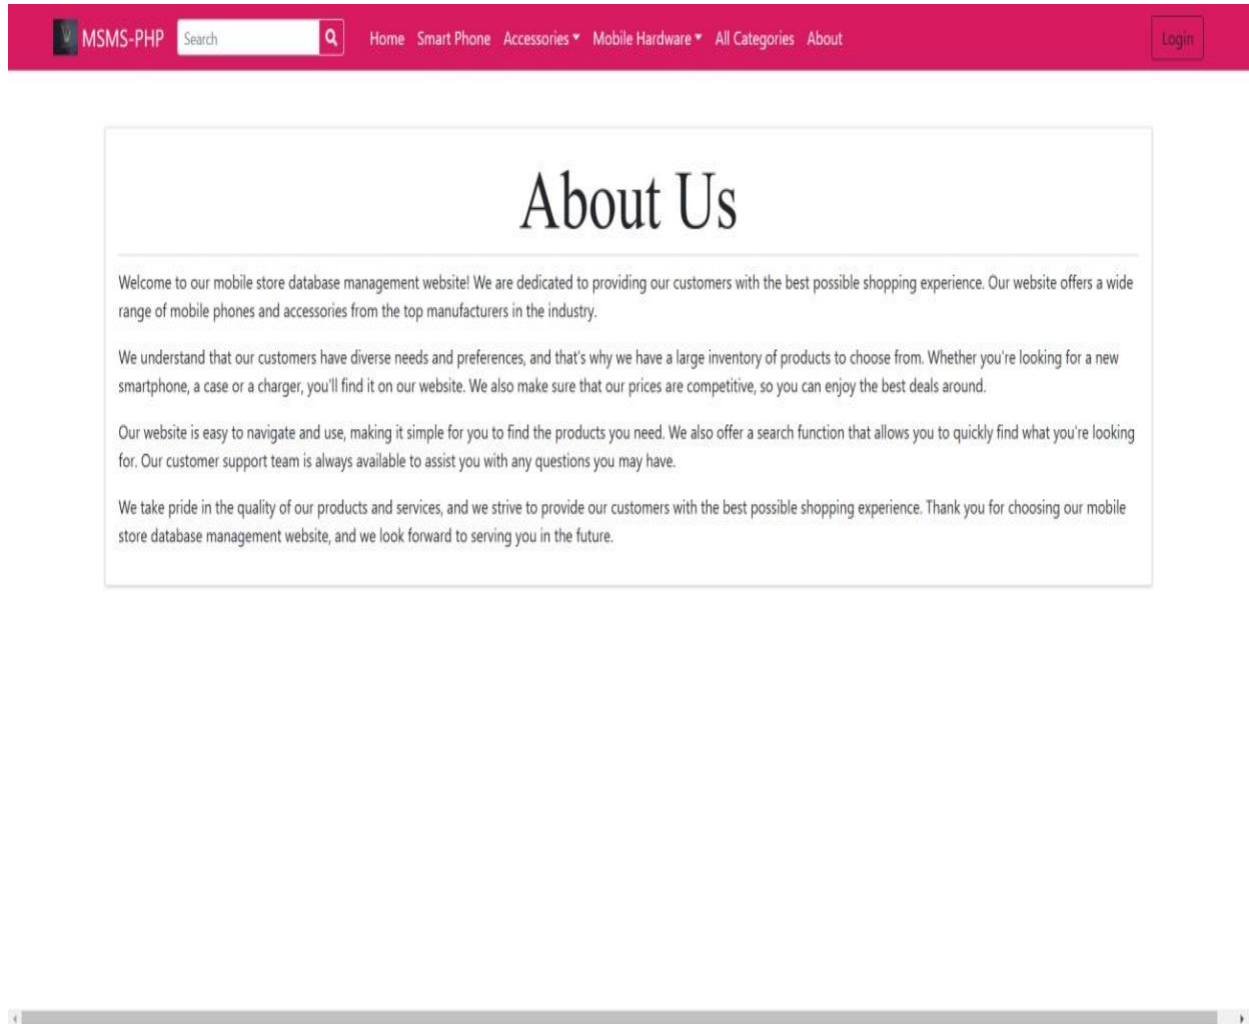 MSMS-PHP Search Home Smart Phone Accessories Mobile Hardware All Categories About Login
About Us
Welcome to our mobile store database management website! We are dedicated to providing our customers with the best possible shopping experience. Our website offers a wide
range of mobile phones and accessories from the top manufacturers in the industry.
We understand that our customers have diverse needs and preferences, and that's why we have a large inventory of products to choose from. Whether you're looking for a new
smartphone, a case or a charger, you'll find it on our website. We also make sure that our prices are competitive, so you can enjoy the best deals around.
Our website is easy to navigate and use, making it simple for you to find the products you need. We also offer a search function that allows you to quickly find what you're looking
for. Our customer support team is always available to assist you with any questions you may have.
We take pride in the quality of our products and services, and we strive to provide our customers with the best possible shopping experience. Thank you for choosing our mobile
store database management website, and we look forward to serving you in the future.